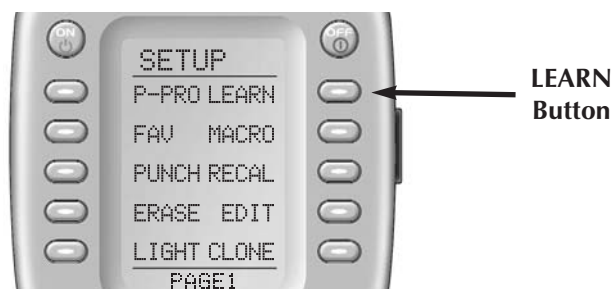 ON
OFF
SETUP
P-PRO LEARN
FAV MACRO
PUNCH RECAL
ERASE EDIT
LIGHT CLONE
PAGE1
LEARN
Button